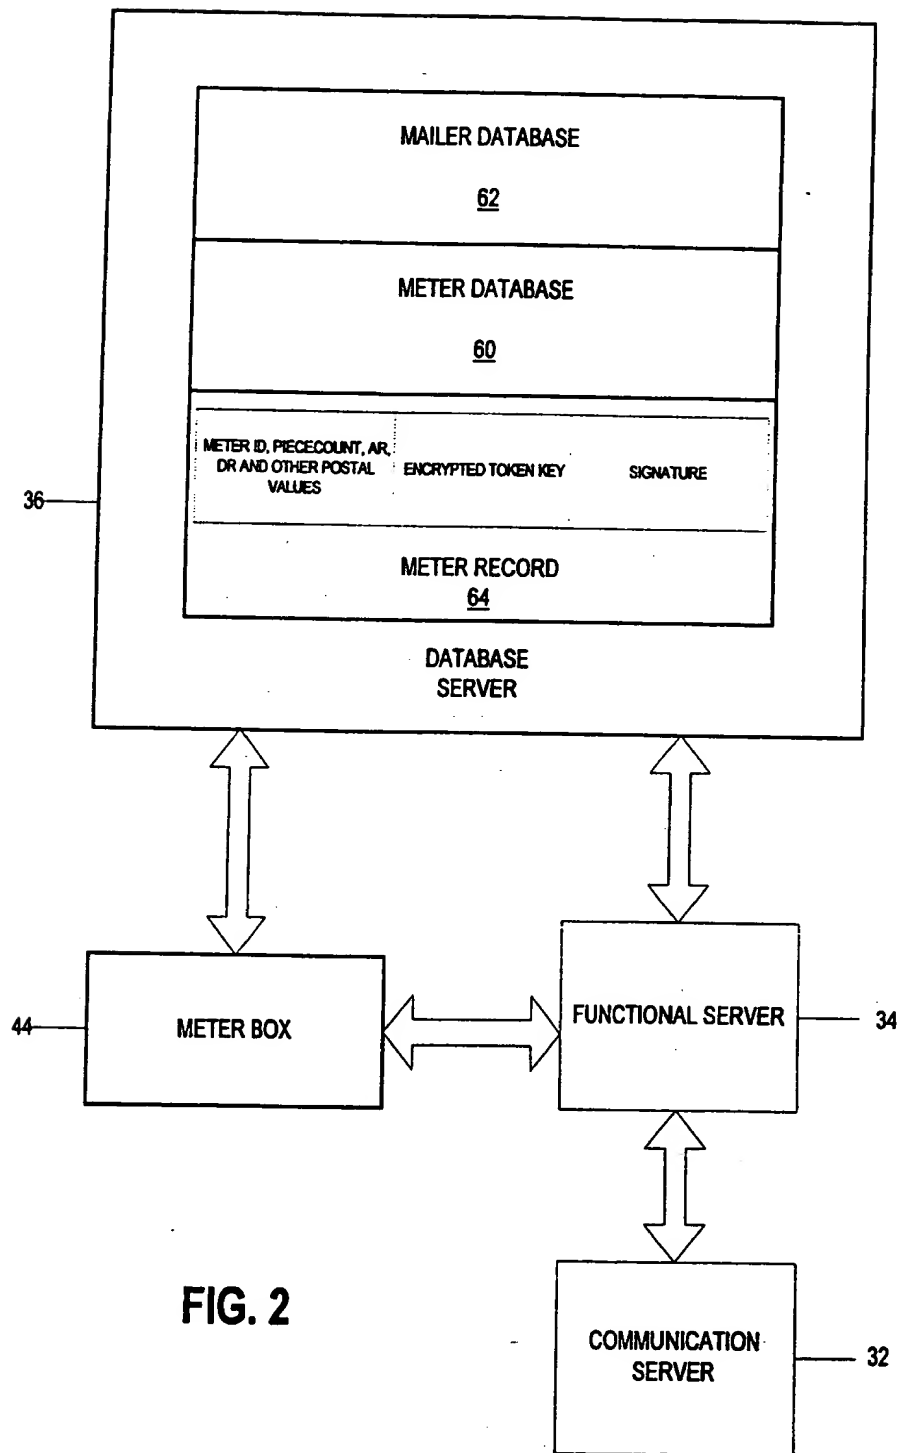 MAILER DATABASE
62
METER DATABASE
60
METER ID, PIECECOUNT, AR,
DR AND OTHER POSTAL
VALUES
ENCRYPTED TOKEN KEY
SIGNATURE
METER RECORD
64
36
DATABASE
SERVER
44
METER BOX
FUNCTIONAL SERVER
34
FIG. 2
COMMUNICATION
SERVER
32